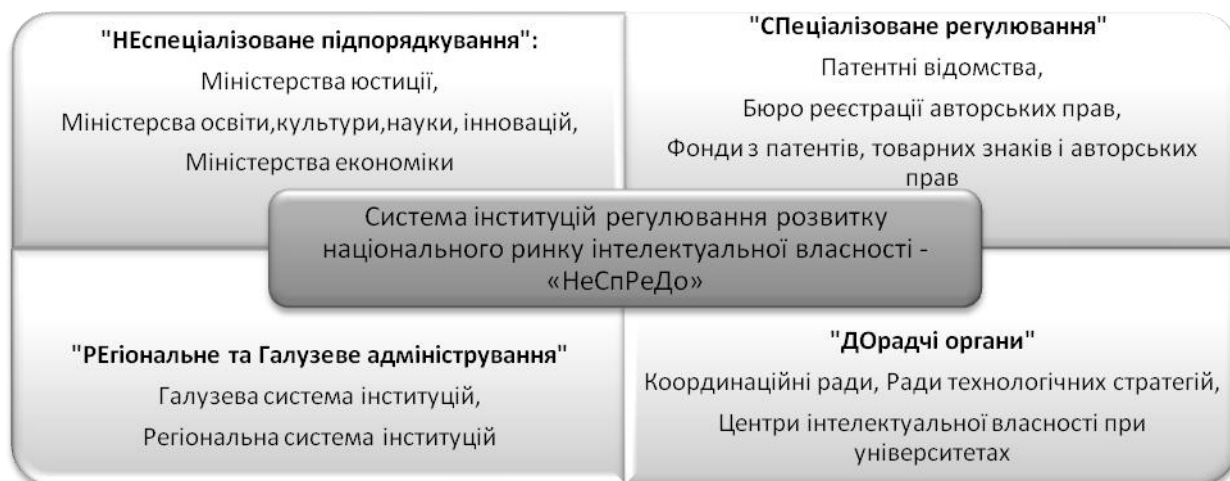 "НЕспеціалізоване підпорядкування":
Міністерства юстиції,
Міністерсва освіти,культури,науки, інновацій,
Міністерства економіки
"СПеціалізоване регулювання"
Патентні відомства,
Бюро реєстрації авторських прав,
Фонди з патентів, товарних знаків і авторських
прав
Система інституцій регулювання розвитку
національного ринку інтелектуальної власності -
«НеСпРеДо»
"РЕгіональне та Галузеве адміністрування"
Галузева система інституцій,
Регіональна система інституцій
"ДОрадчі органи"
Координаційні ради, Ради технологічних стратегій,
Центри інтелектуальної власності при
університетах